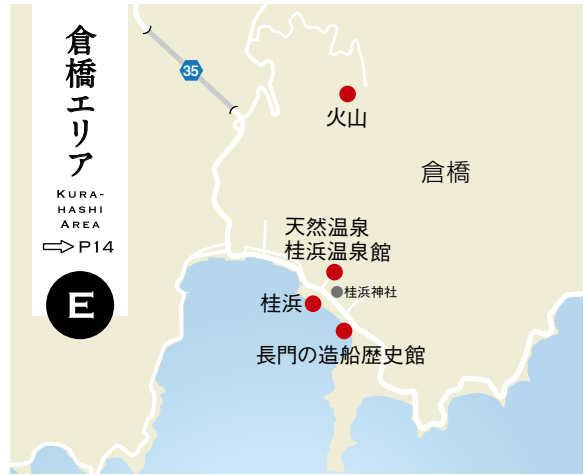 倉橋エリア
KURA-
HASHI
AREA
⇨P14
E
35
火山
倉橋
天然温泉
桂浜温泉館
桂浜神社
桂浜
長門の造船歴史館